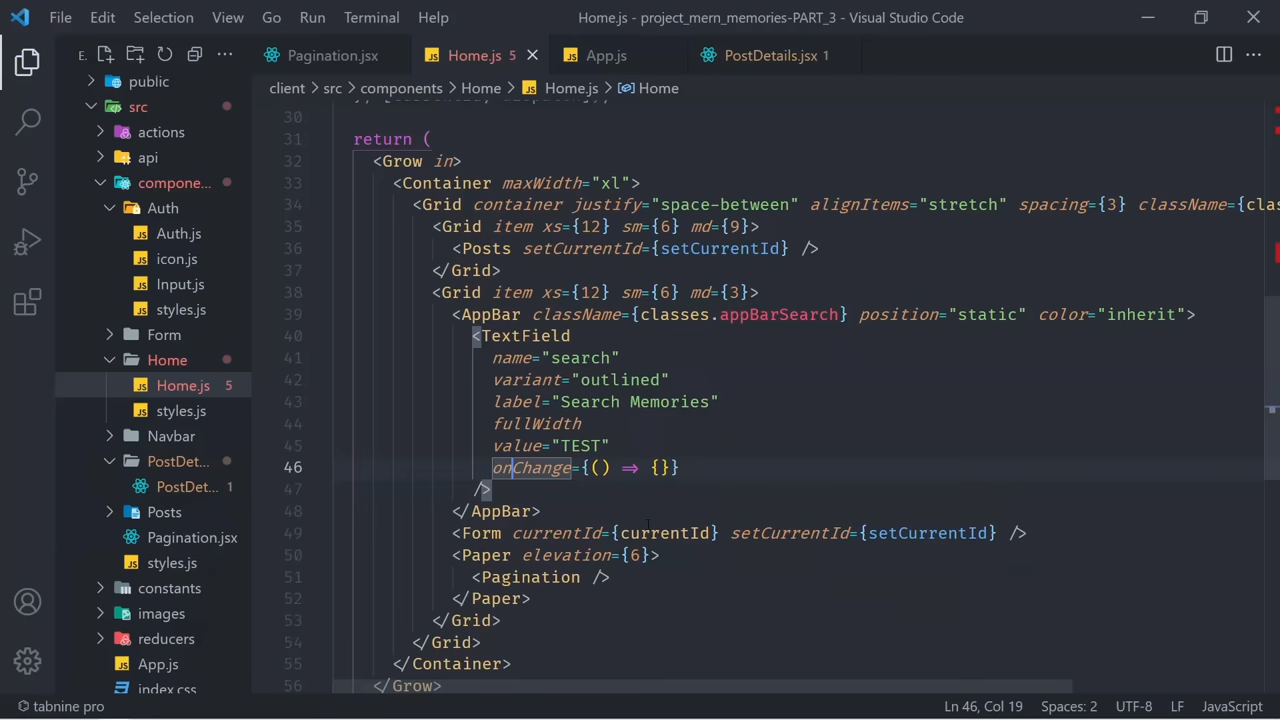 File Edit Selection View Go Run Terminal Help Home.js - project_mern_memories-PART_3 - Visual Studio Code
E. ··· Pagination.jsx Home.js 5 App.js PostDetails.jsx 1 ···
public
client > src > components > Home > Home.js > Home
src
actions
api
compone...
Auth
Auth.js
icon.js
Input.js
styles.js
Form
Home
Home.js 5
styles.js
Navbar
PostDet...
PostDet... 1
Posts
Pagination.jsx
styles.js
constants
images
reducers
App.js
index.css
30
31 return (
32 <Grow in>
33 <Container maxWidth="xl">
34 <Grid container justify="space-between" alignItems="stretch" spacing={3} className={clas
35 <Grid item xs={12} sm={6} md={9}>
36 <Posts setCurrentId={setCurrentId} />
37 </Grid>
38 <Grid item xs={12} sm={6} md={3}>
39 <AppBar className={classes.appBarSearch} position="static" color="inherit">
40 <TextField
41 name="search"
42 variant="outlined"
43 label="Search Memories"
44 fullWidth
45 value="TEST"
46 onChange={() => {}}
47 />
48 </AppBar>
49 <Form currentId={currentId} setCurrentId={setCurrentId} />
50 <Paper elevation={6}>
51 <Pagination />
52 </Paper>
53 </Grid>
54 </Grid>
55 </Container>
56 </Grow>
tabnine pro Ln 46, Col 19 Spaces: 2 UTF-8 LF JavaScript